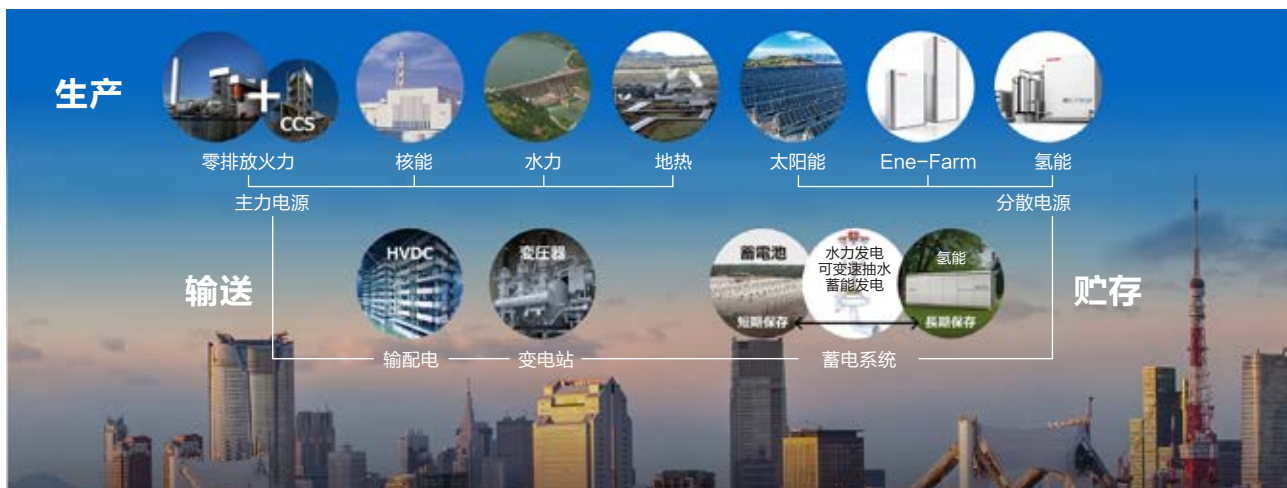 生产
CCS
零排放火力
核能
水力
地热
太阳能
Ene-Farm
氢能
主力电源
分散电源
输送
HVDC
变圧器
蓄電池
水力发电
可变速抽水
蓄能发电
氢能
短期保存
長期保存
贮存
输配电
变电站
蓄电系统